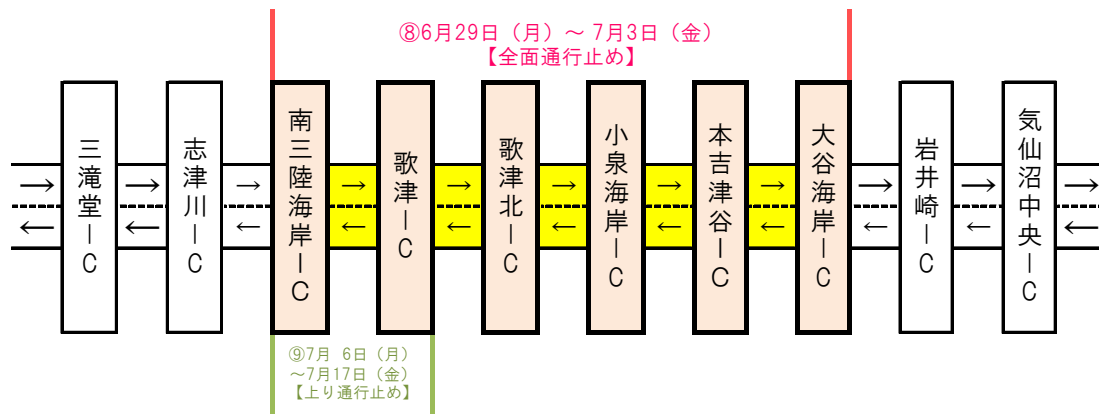 ⑧6月29日（月）～ 7月3日（金）
【全面通行止め】
三滝堂IC
志津川IC
南三陸海岸IC
歌津IC
歌津北IC
小泉海岸IC
本吉津谷IC
大谷海岸IC
岩井崎IC
気仙沼中央IC
⑨7月 6日（月）
～7月17日（金）
【上り通行止め】